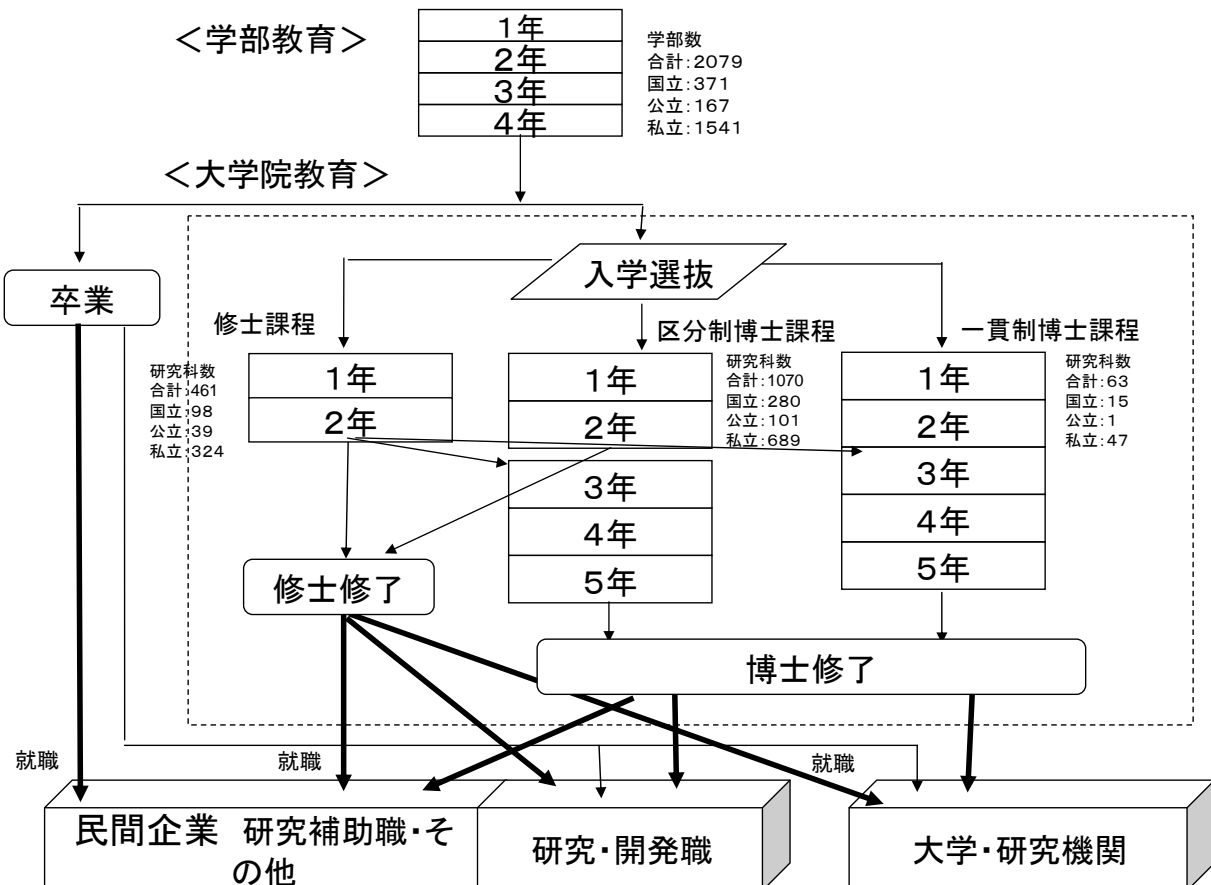 ＜学部教育＞
1年
2年
3年
4年
学部数
合計:2079
国立:371
公立:167
私立:1541
＜大学院教育＞
入学選抜
卒業
修士課程
区分制博士課程
一貫制博士課程
研究科数
合計:461
国立:98
公立:39
私立:324
1年
2年
1年
2年
3年
4年
5年
研究科数
合計:1070
国立:280
公立:101
私立:689
1年
2年
3年
4年
5年
研究科数
合計:63
国立:15
公立:1
私立:47
修士修了
博士修了
就職
就職
就職
民間企業 研究補助職・そ
の他
研究・開発職
大学・研究機関